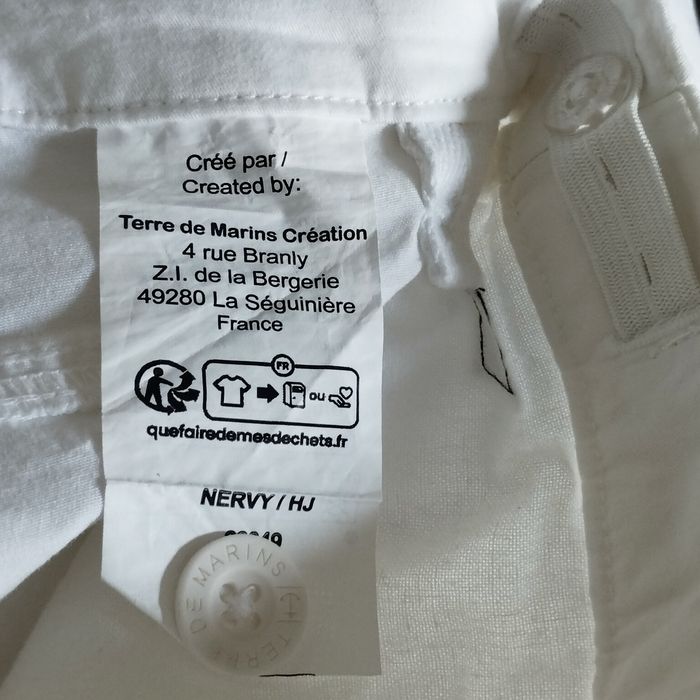 Créé par /
Created by:
Terre de Marins Création
4 rue Branly
Z.I. de la Bergerie
49280 La Séguinière
France
FR
ou
quefairedemesdechets.fr
NERVY / HJ
TERRE DE MARINS